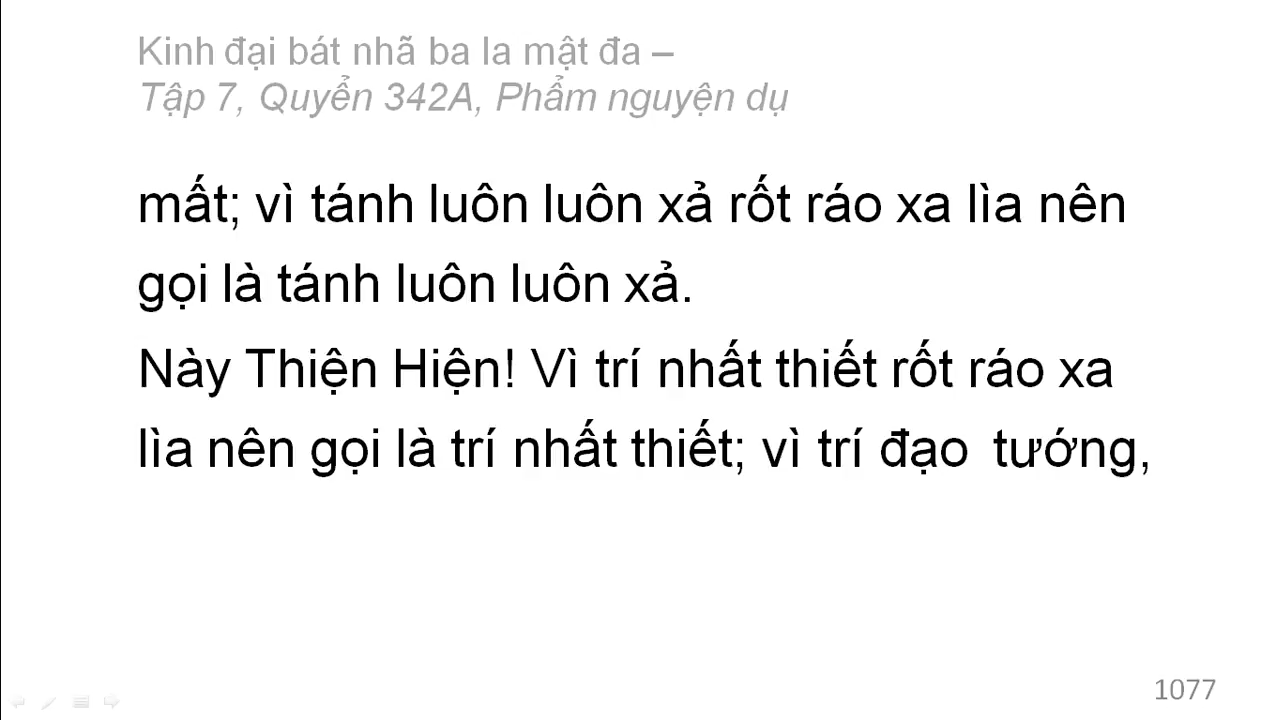 Kinh đại bát nhã ba la mật đa –
Tập 7, Quyển 342A, Phẩm nguyện dụ
mất; vì tánh luôn luôn xả rốt ráo xa lìa nên
gọi là tánh luôn luôn xả.
Này Thiện Hiện! Vì trí nhất thiết rốt ráo xa
lìa nên gọi là trí nhất thiết; vì trí đạo tướng,
1077